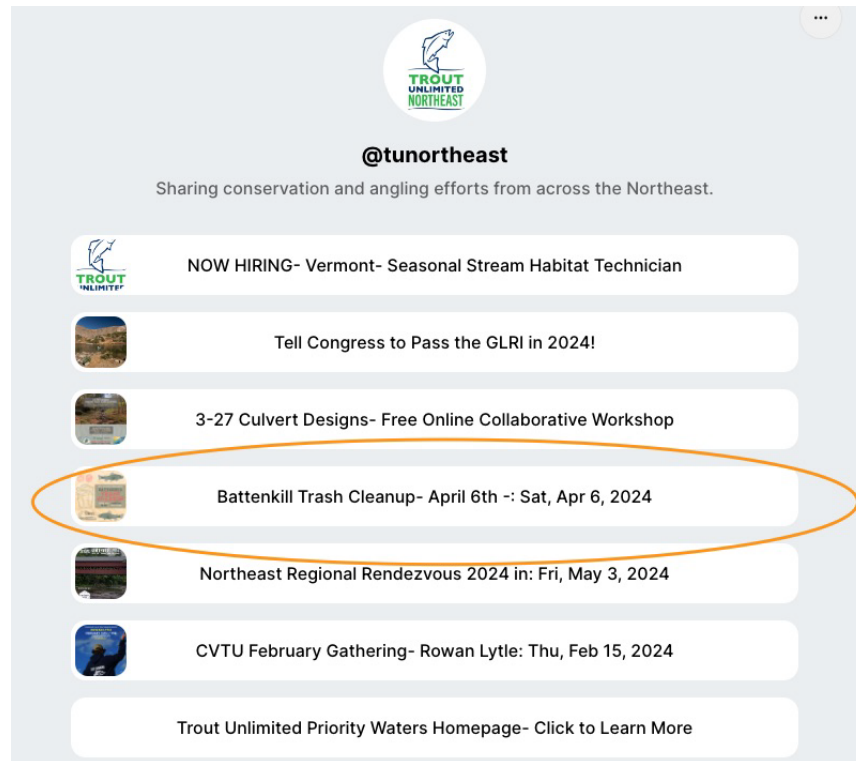 ...
TROUT
UNLIMITED
NORTHEAST
@tunortheast
Sharing conservation and angling efforts from across the Northeast.
TROUT
NOW HIRING- Vermont- Seasonal Stream Habitat Technician
Tell Congress to Pass the GLRI in 2024!
3-27 Culvert Designs- Free Online Collaborative Workshop
Battenkill Trash Cleanup- April 6th -: Sat, Apr 6, 2024
Northeast Regional Rendezvous 2024 in: Fri, May 3, 2024
CVTU February Gathering- Rowan Lytle: Thu, Feb 15, 2024
Trout Unlimited Priority Waters Homepage- Click to Learn More